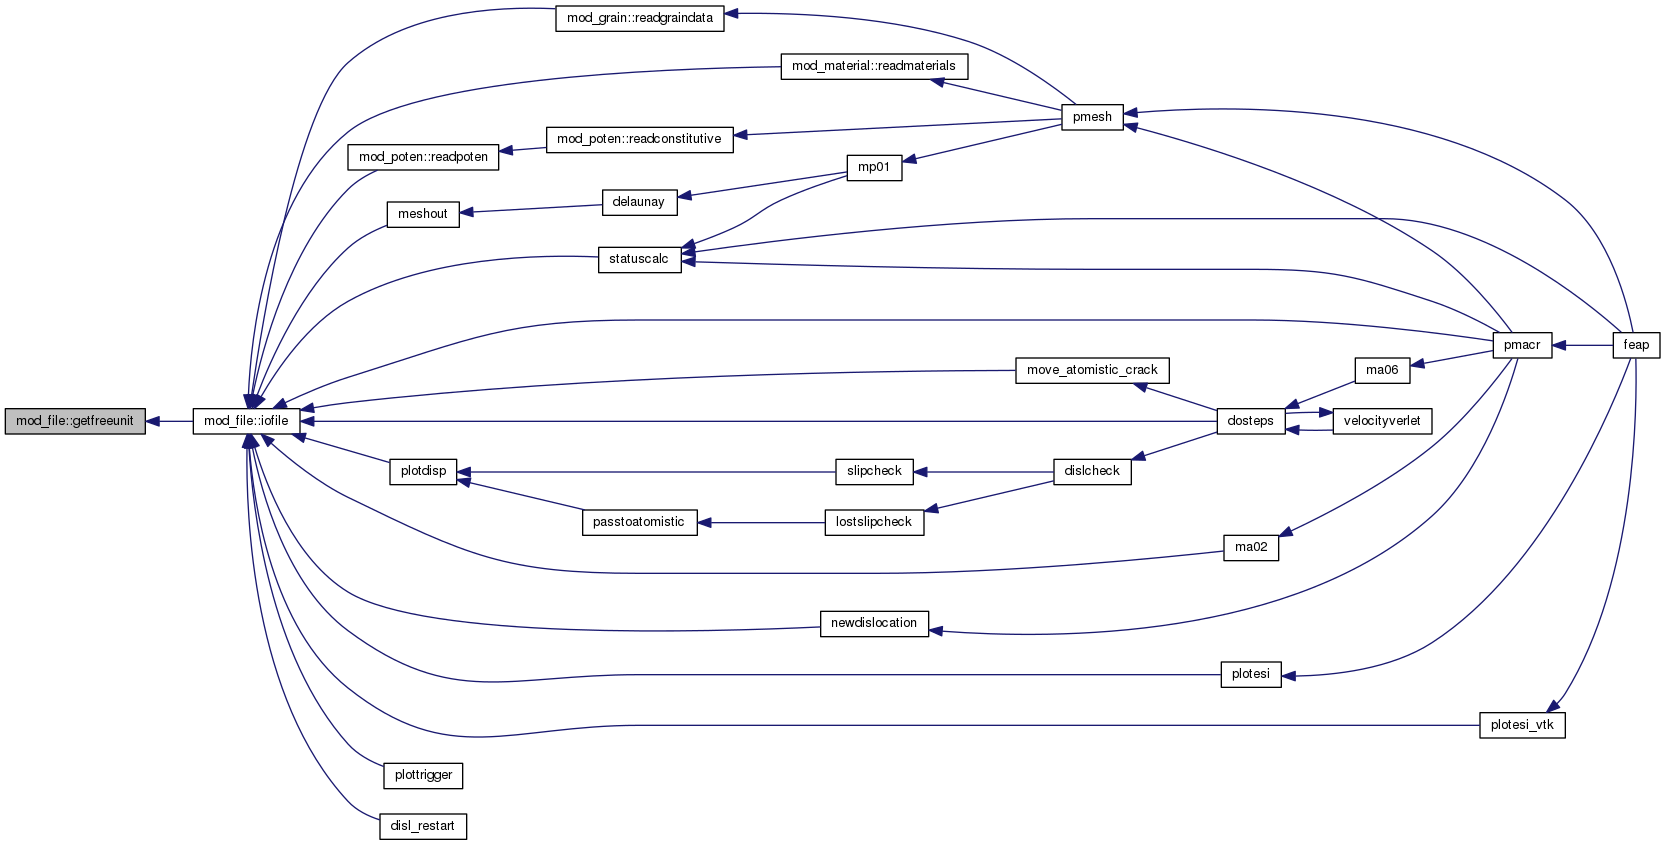 mod_grain::readgraindata
mod_material::readmaterials
pmesh
mod_poten::readconstitutive
mod_poten::readpoten
mp01
delaunay
meshout
statuscalc
pmacr
feap
move_atomistic_crack
ma06
mod_file::getfreeunit
mod_file::iofile
dosteps
velocityverlet
plotdisp
slipcheck
dislcheck
passtoatomistic
lostslipcheck
ma02
newdislocation
plotesi
plotesi_vtk
plottrigger
disl_restart